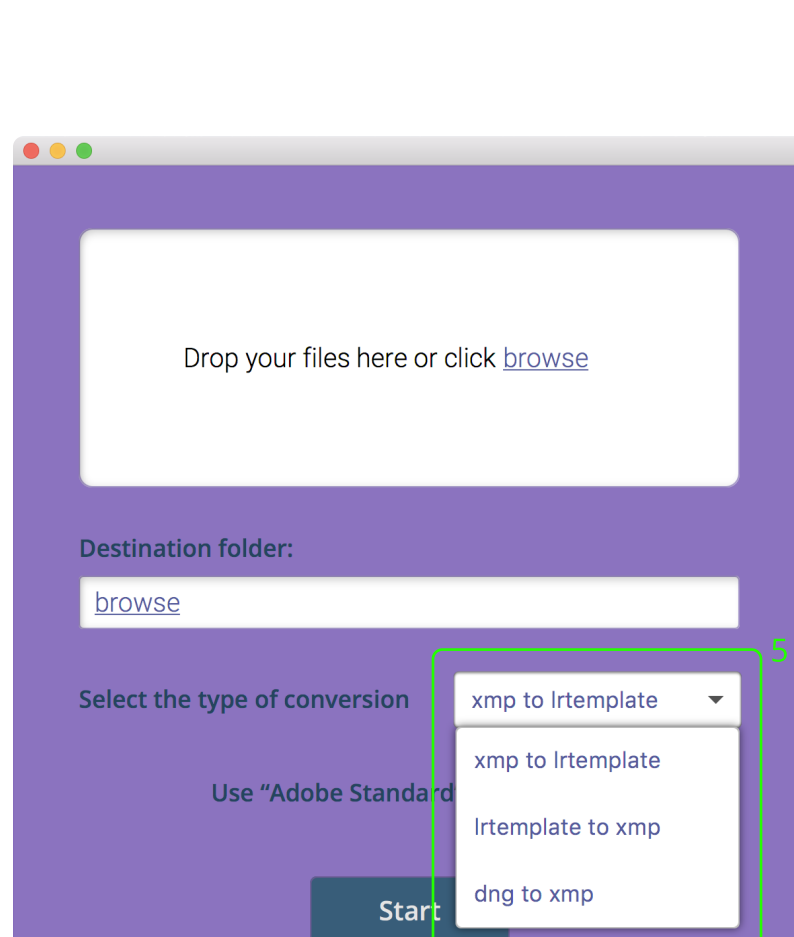 Drop your files here or click browse
Destination folder:
browse
5
Select the type of conversion
xmp to lrtemplate
xmp to lrtemplate
Use “Adobe Standard
lrtemplate to xmp
dng to xmp
Start